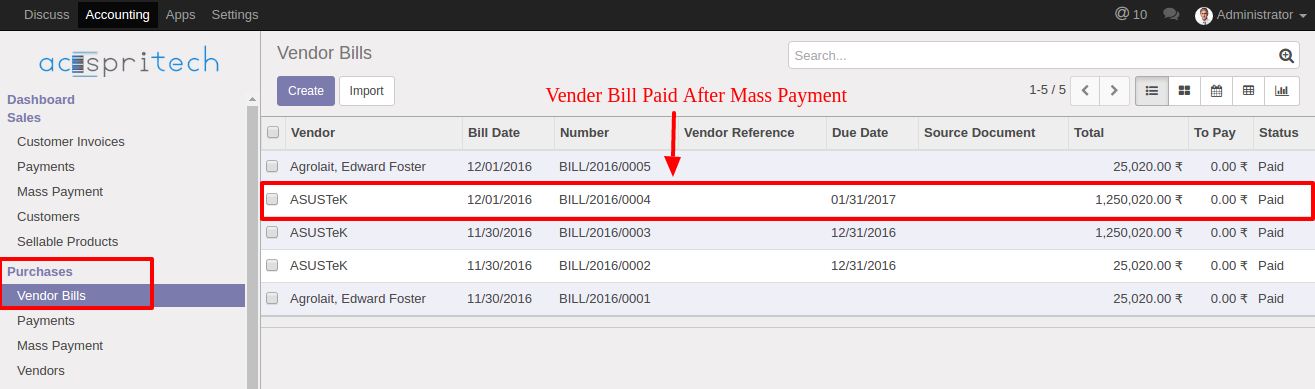 Discuss Accounting Apps Settings @ 10 Administrator
acespritech
Dashboard
Sales
Customer Invoices
Payments
Mass Payment
Customers
Sellable Products
Purchases
Vendor Bills
Payments
Mass Payment
Vendors
Vendor Bills
Search...
Create Import
1-5 / 5
Vender Bill Paid After Mass Payment
Vendor Bill Date Number Vendor Reference Due Date Source Document Total To Pay Status
Agrolait, Edward Foster 12/01/2016 BILL/2016/0005 25,020.00 ₹ 0.00 ₹ Paid
ASUSTeK 12/01/2016 BILL/2016/0004 01/31/2017 1,250,020.00 ₹ 0.00 ₹ Paid
ASUSTeK 11/30/2016 BILL/2016/0003 12/31/2016 1,250,020.00 ₹ 0.00 ₹ Paid
ASUSTeK 11/30/2016 BILL/2016/0002 12/31/2016 25,020.00 ₹ 0.00 ₹ Paid
Agrolait, Edward Foster 11/30/2016 BILL/2016/0001 25,020.00 ₹ 0.00 ₹ Paid